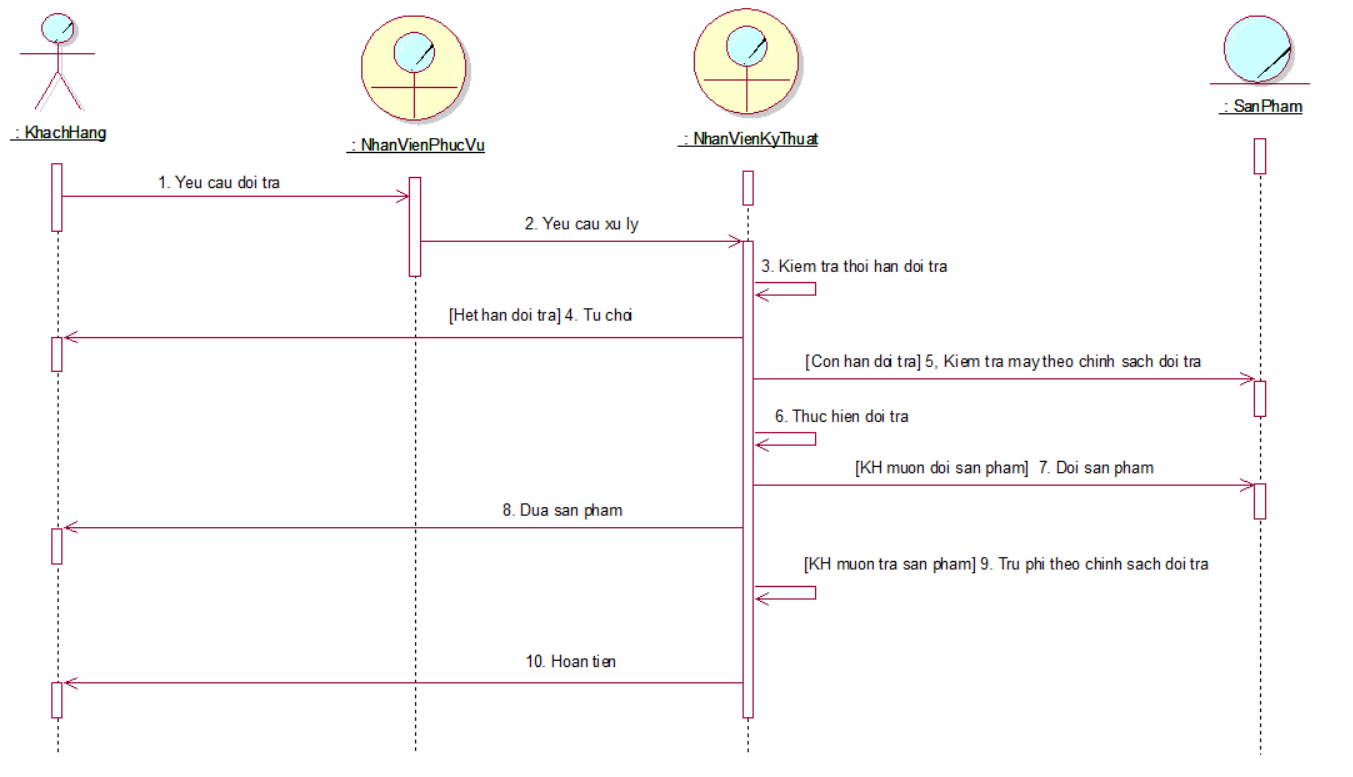 : KhachHang
: NhanVienPhucVu
: NhanVienKyThuat
: SanPham
1. Yeu cau doi tra
2. Yeu cau xu ly
3. Kiem tra thoi han doi tra
[Het han doi tra] 4. Tu choi
[Con han doi tra] 5, Kiem tra may theo chinh sach doi tra
6. Thuc hien doi tra
[KH muon doi san pham] 7. Doi san pham
8. Dua san pham
[KH muon tra san pham] 9. Tru phi theo chinh sach doi tra
10. Hoan tien